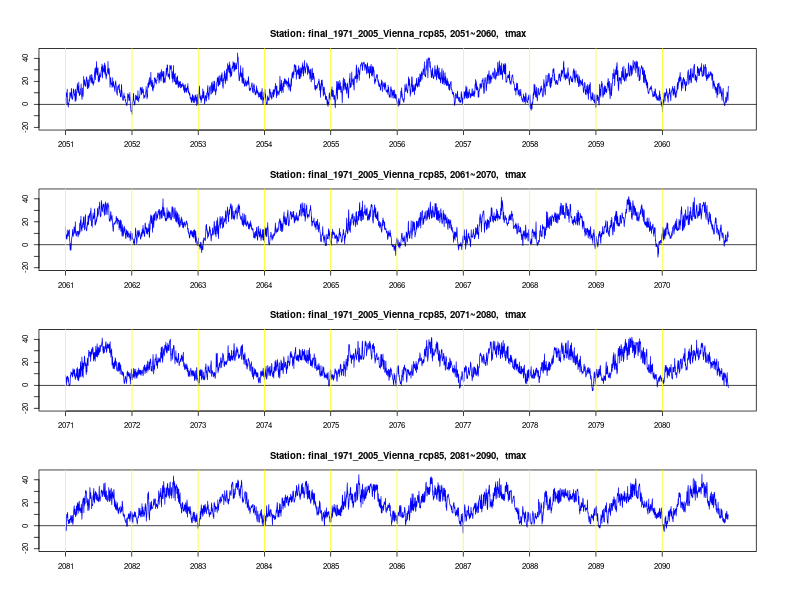 Station: final_1971_2005_Vienna_rcp85, 2051~2060, tmax
40
20
0
-20
2051 2052 2053 2054 2055 2056 2057 2058 2059 2060
Station: final_1971_2005_Vienna_rcp85, 2061~2070, tmax
40
20
0
-20
2061 2062 2063 2064 2065 2066 2067 2068 2069 2070
Station: final_1971_2005_Vienna_rcp85, 2071~2080, tmax
40
20
0
-20
2071 2072 2073 2074 2075 2076 2077 2078 2079 2080
Station: final_1971_2005_Vienna_rcp85, 2081~2090, tmax
40
20
0
-20
2081 2082 2083 2084 2085 2086 2087 2088 2089 2090